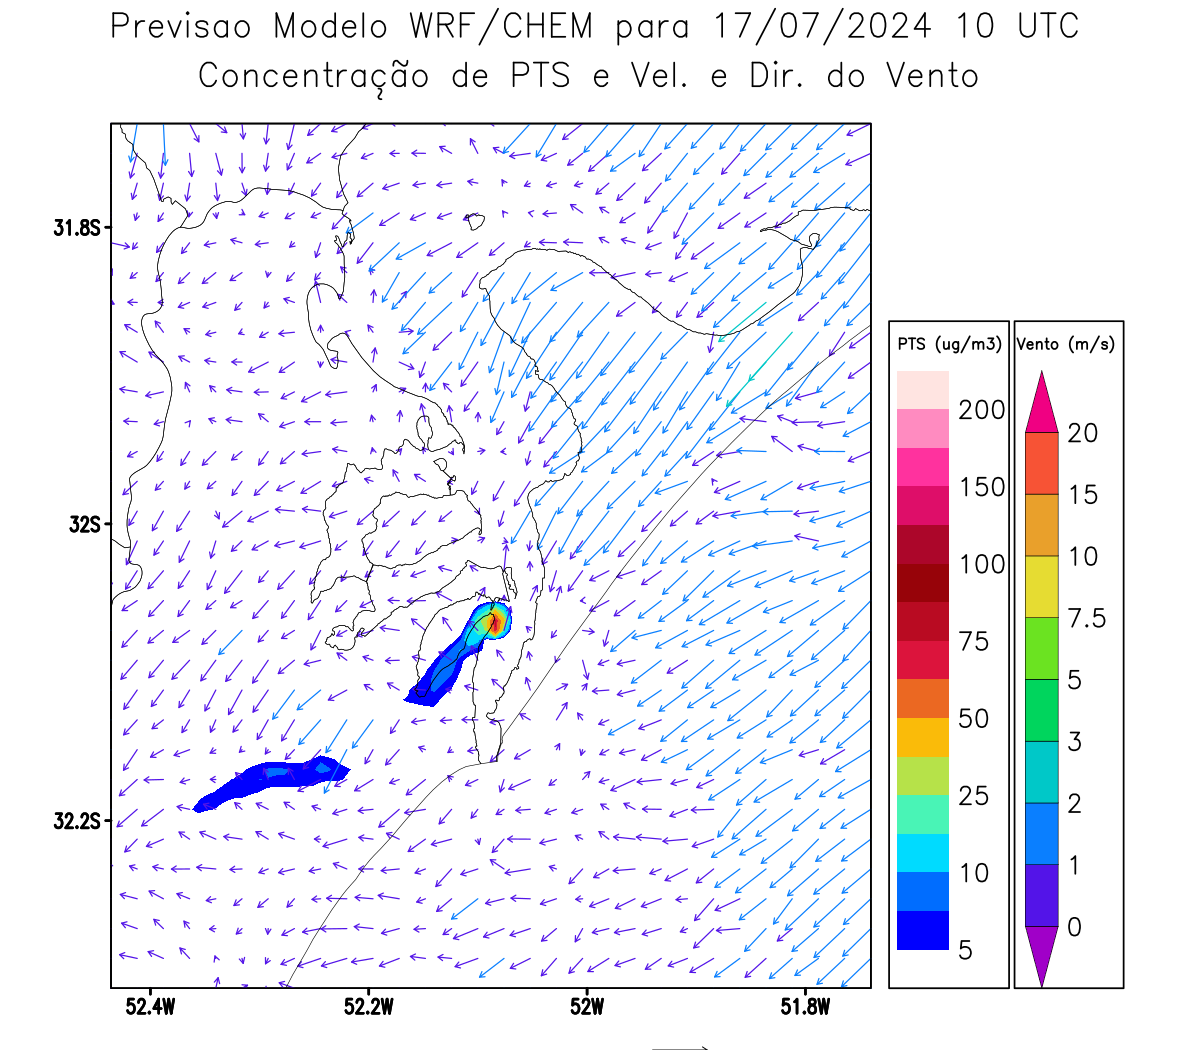 Previsao Modelo WRF/CHEM para 17/07/2024 10 UTC
Concentração de PTS e Vel. e Dir. do Vento
31.8S
32S
32.2S
52.4W
52.2W
52W
51.8W
PTS (ug/m3)
200
150
100
75
50
25
10
5
Vento (m/s)
20
15
10
7.5
5
3
2
1
0